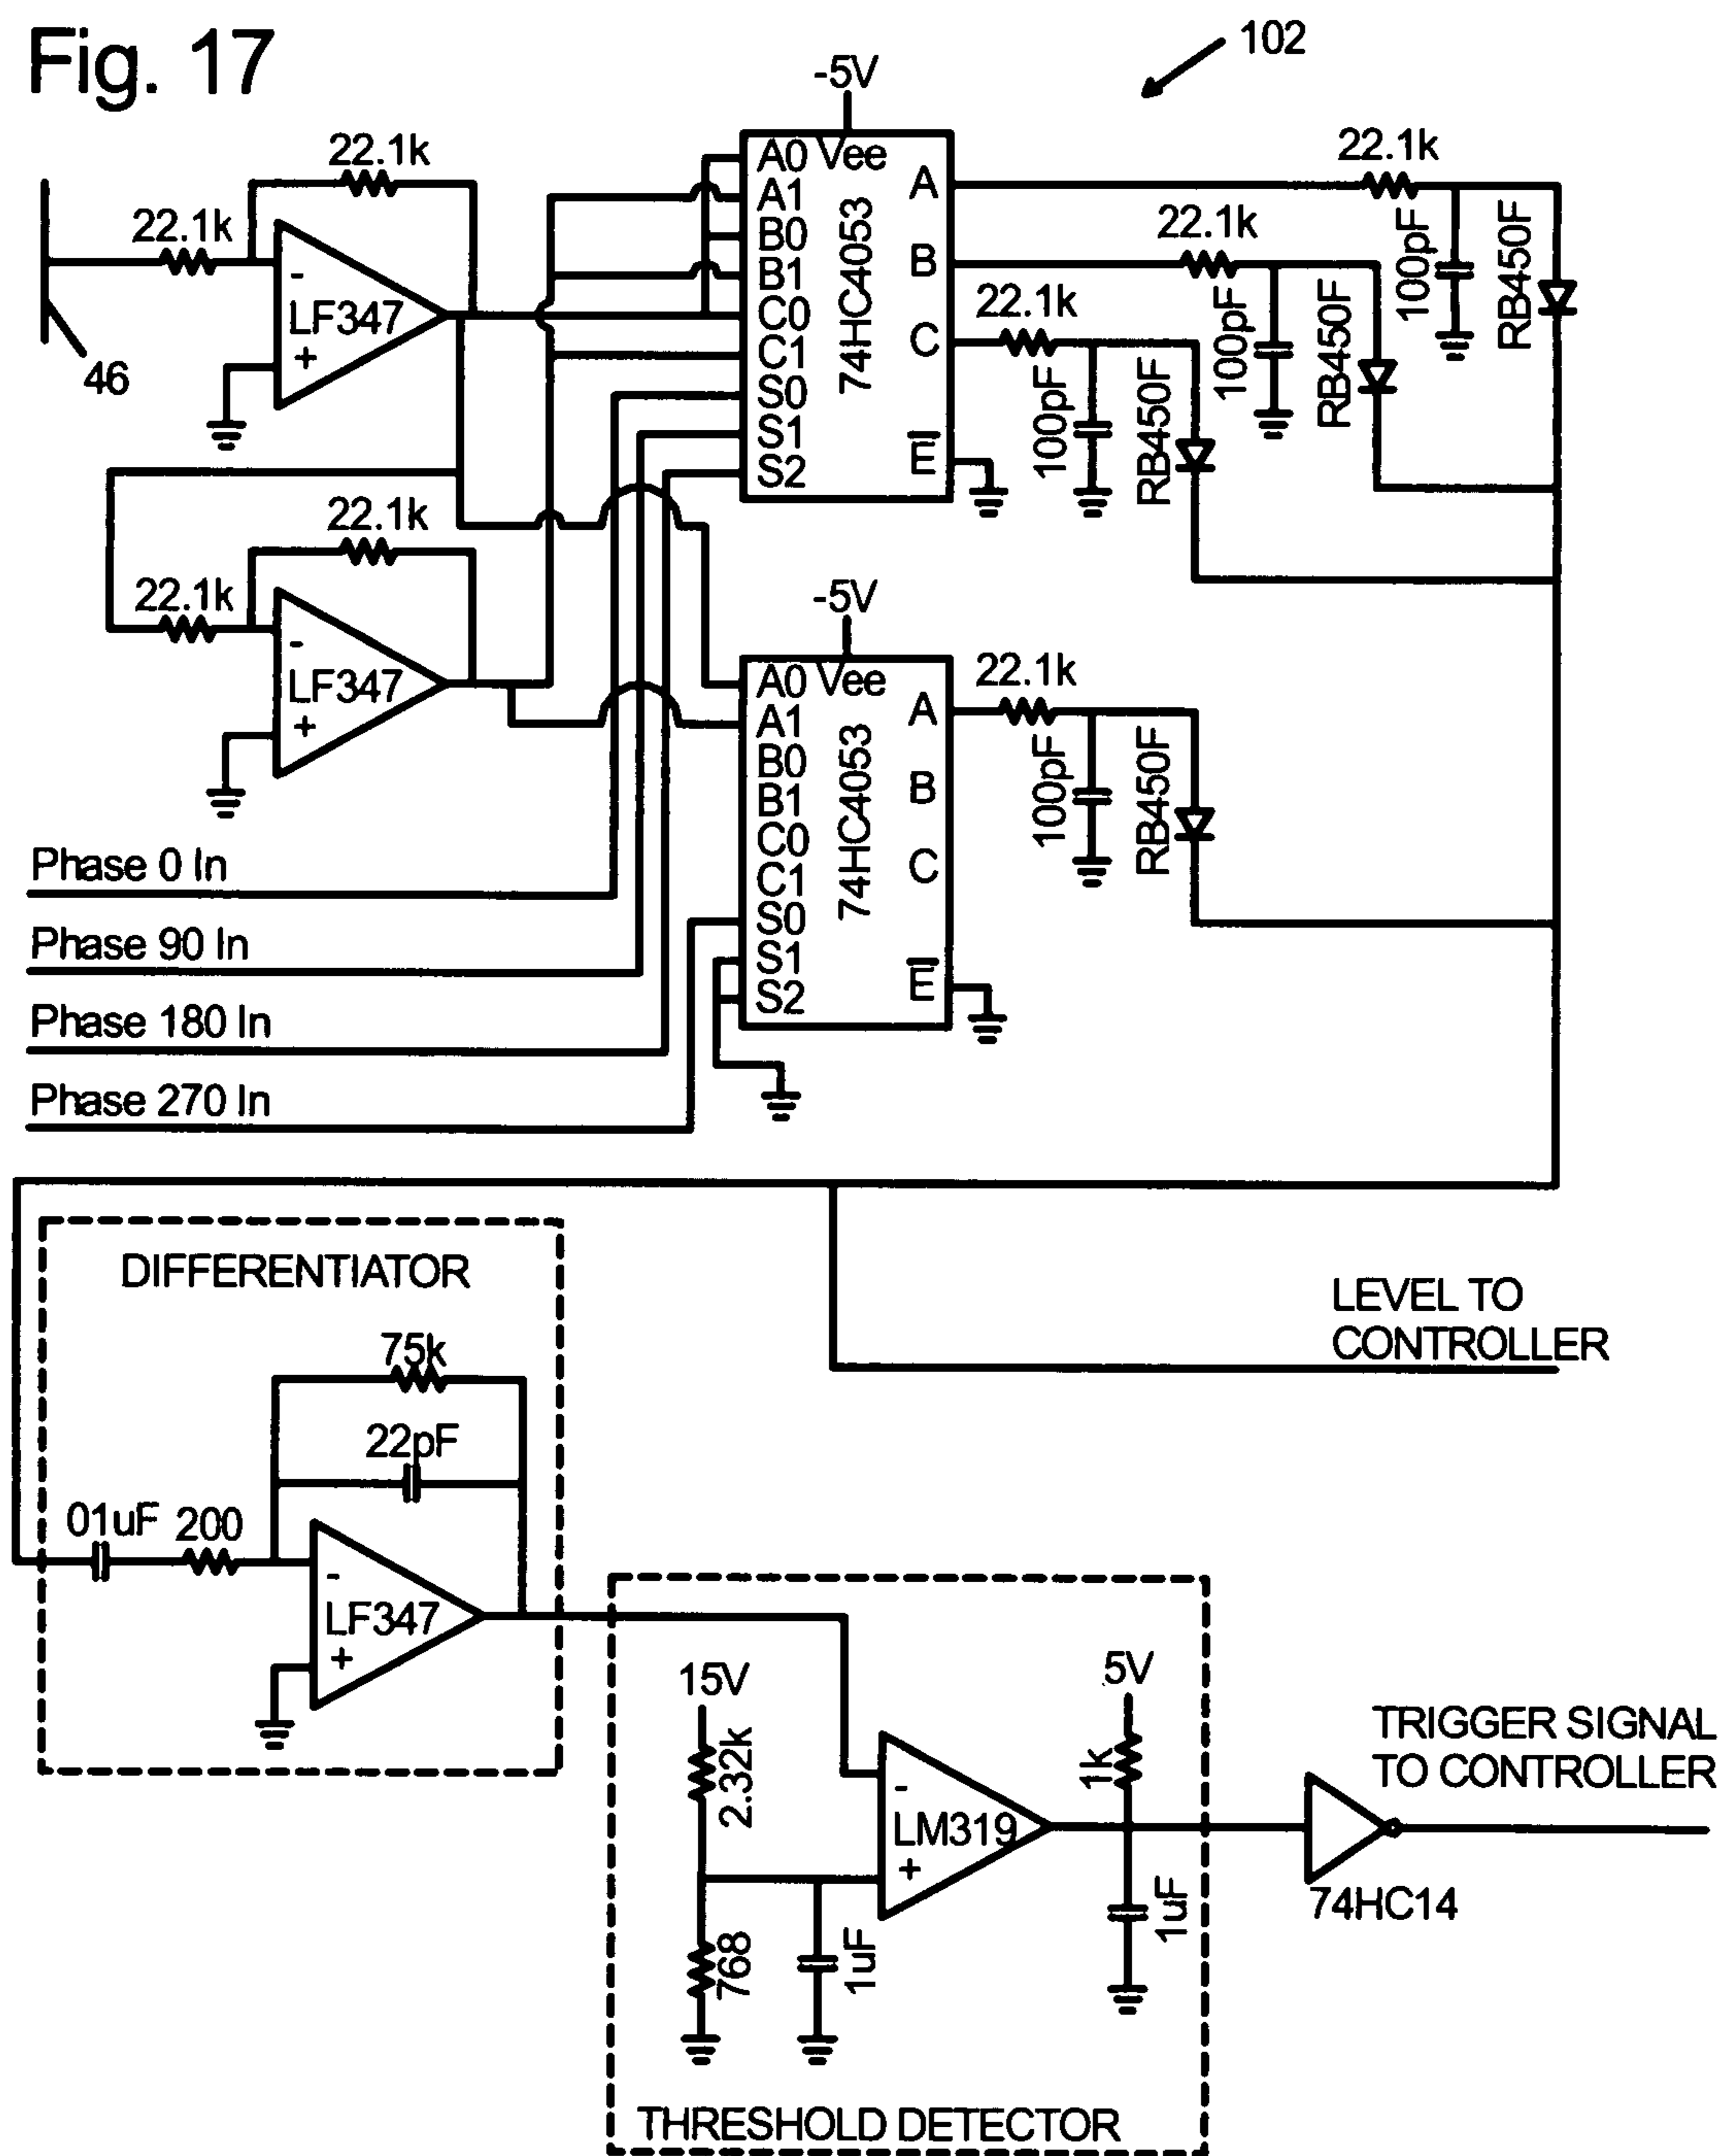 Fig. 17
102
-5V
22.1k
22.1k
-
LF347
+
46
A0 Vee
A1
B0
B1
C0
C1
S0
S1
S2
74HC4053
A
B
C
E
22.1k
100pF
RB450F
22.1k
100pF
RB450F
22.1k
100pF
RB450F
22.1k
22.1k
-
LF347
+
-5V
A0 Vee
A1
B0
B1
C0
C1
S0
S1
S2
74HC4053
A
B
C
E
22.1k
100pF
RB450F
Phase 0 In
Phase 90 In
Phase 180 In
Phase 270 In
DIFFERENTIATOR
75k
22pF
01uF
200
-
LF347
+
LEVEL TO
CONTROLLER
15V
2.32k
768
1uF
-
LM319
+
5V
1k
1uF
74HC14
TRIGGER SIGNAL
TO CONTROLLER
THRESHOLD DETECTOR